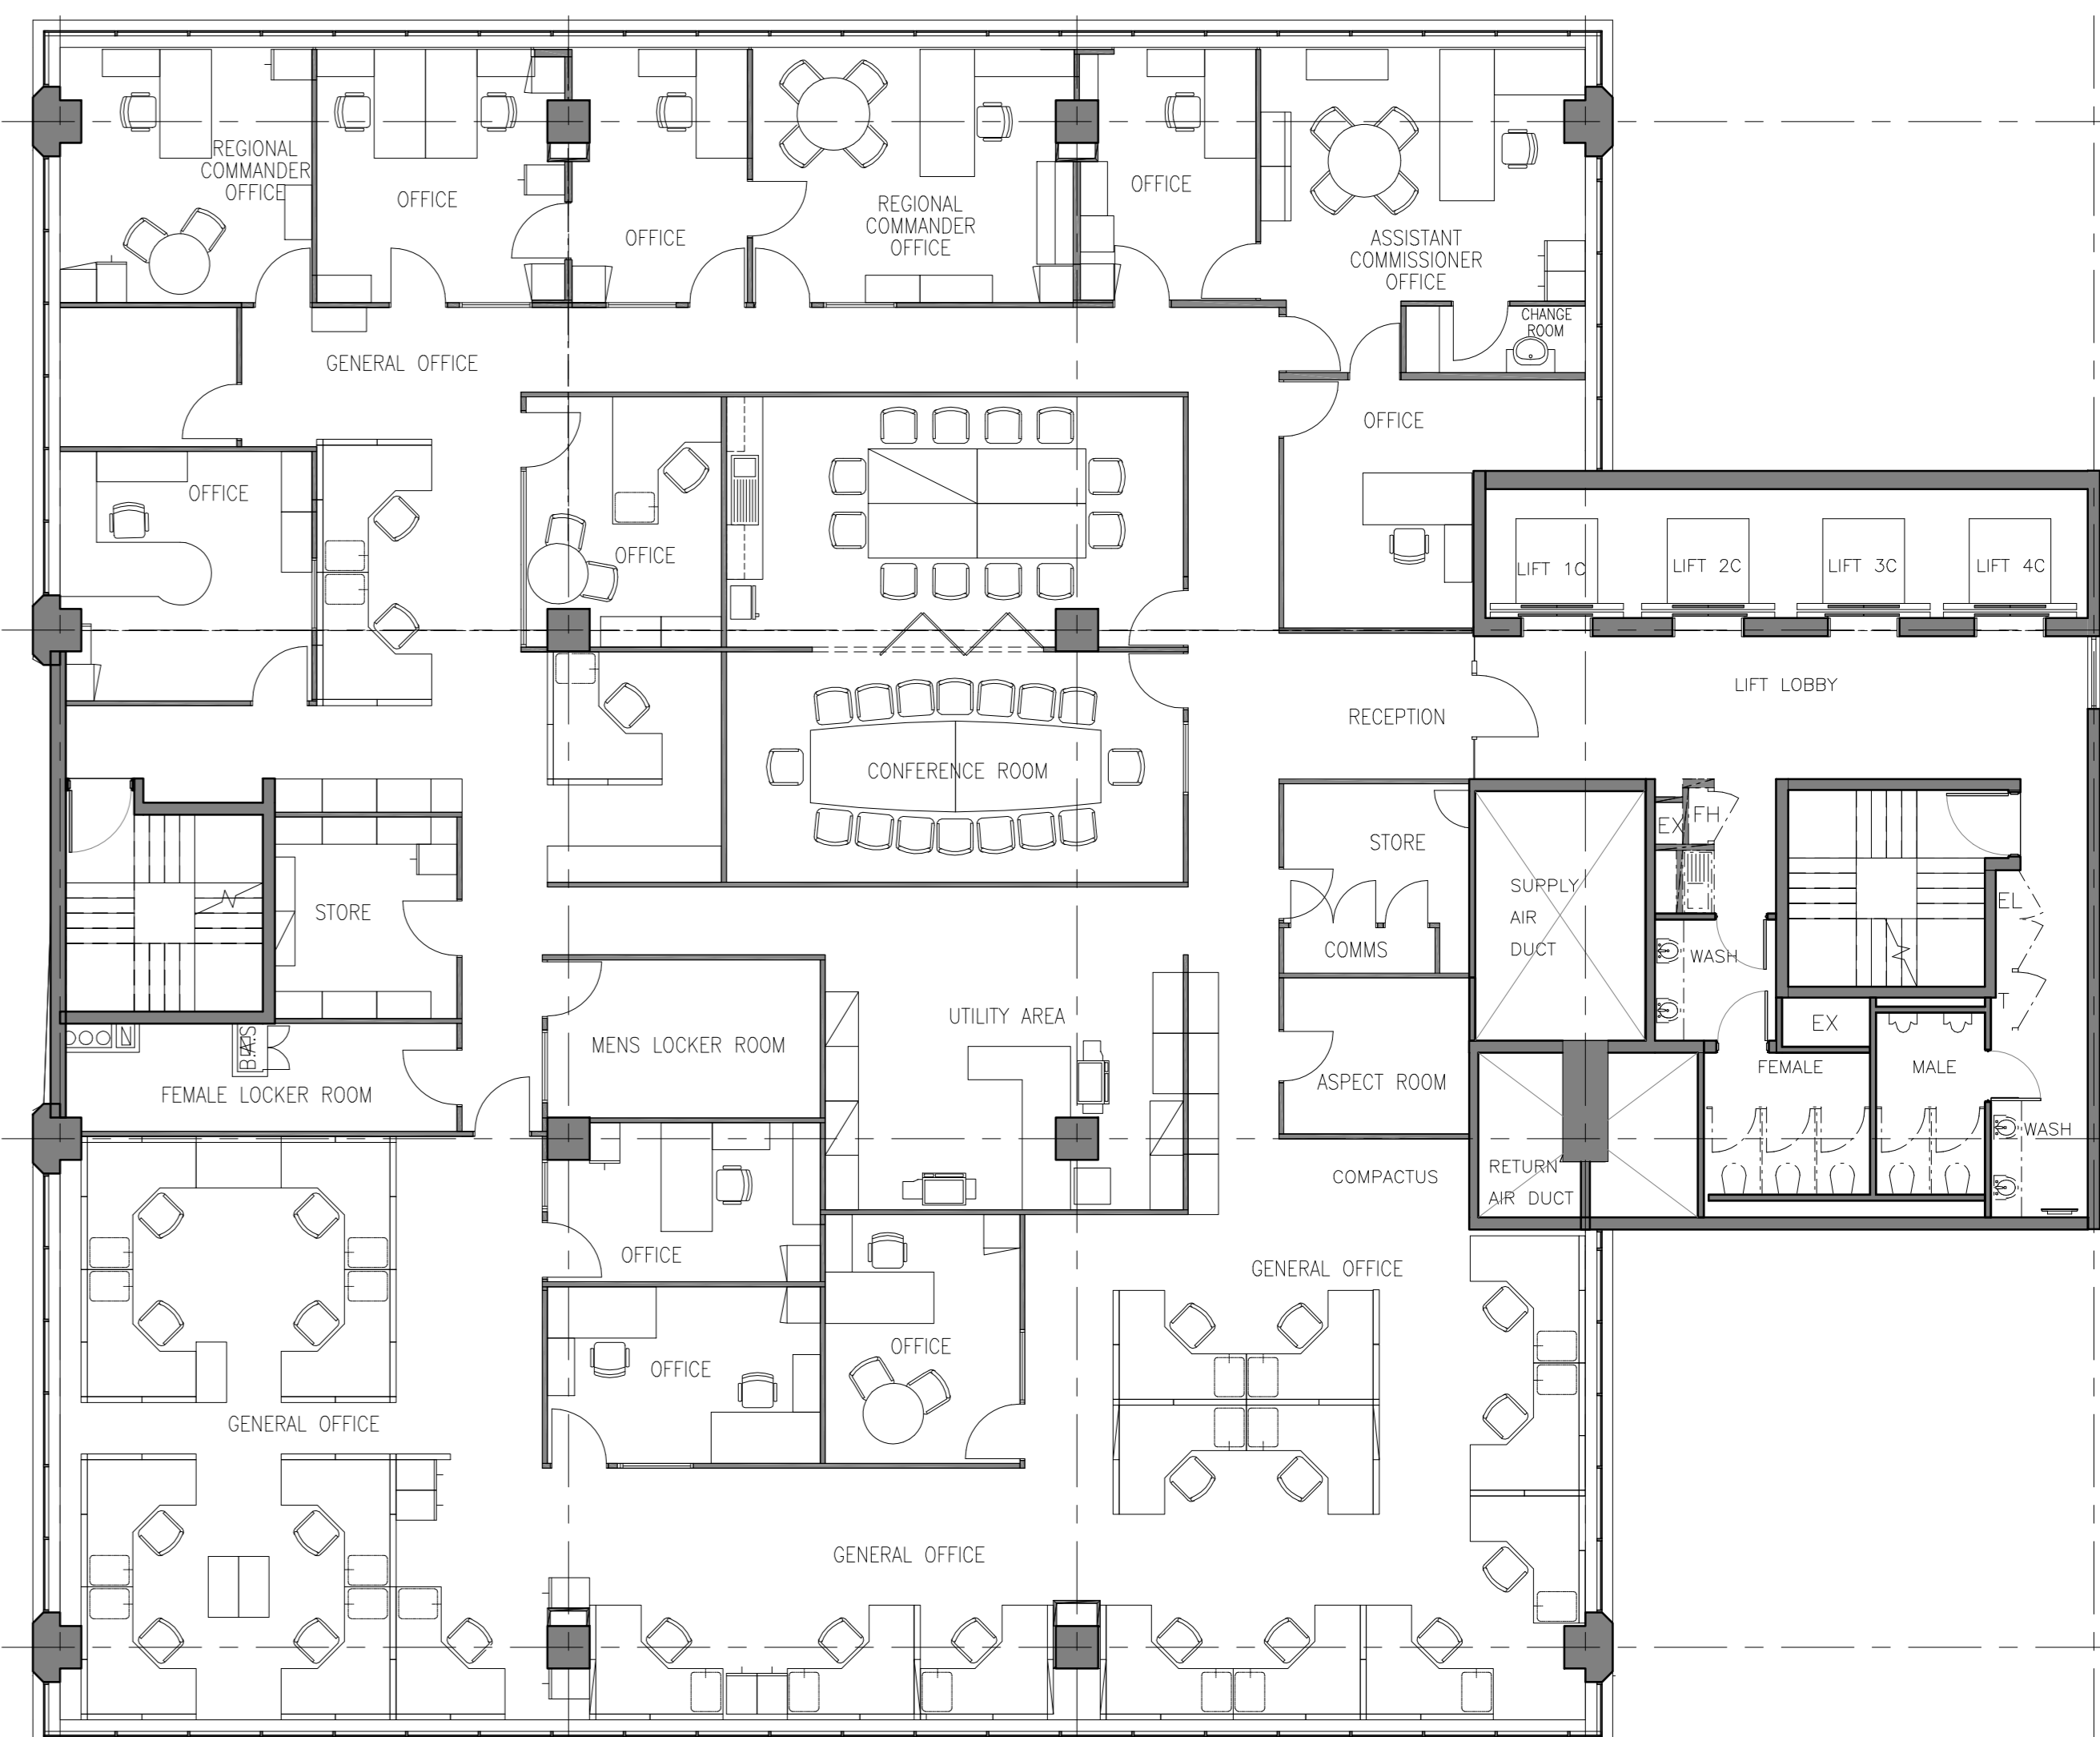 REGIONAL
COMMANDER
OFFICE
OFFICE
OFFICE
REGIONAL
COMMANDER
OFFICE
OFFICE
ASSISTANT
COMMISSIONER
OFFICE
CHANGE
ROOM
GENERAL OFFICE
OFFICE
OFFICE
OFFICE
LIFT 1C
LIFT 2C
LIFT 3C
LIFT 4C
LIFT LOBBY
RECEPTION
CONFERENCE ROOM
STORE
EX
FH
SUPPLY
AIR
DUCT
STORE
EL
COMMS
WASH
T
UTILITY AREA
EX
MENS LOCKER ROOM
N
B.A.S
FEMALE LOCKER ROOM
ASPECT ROOM
FEMALE
MALE
WASH
COMPACTUS
RETURN
AIR DUCT
OFFICE
GENERAL OFFICE
OFFICE
OFFICE
GENERAL OFFICE
GENERAL OFFICE